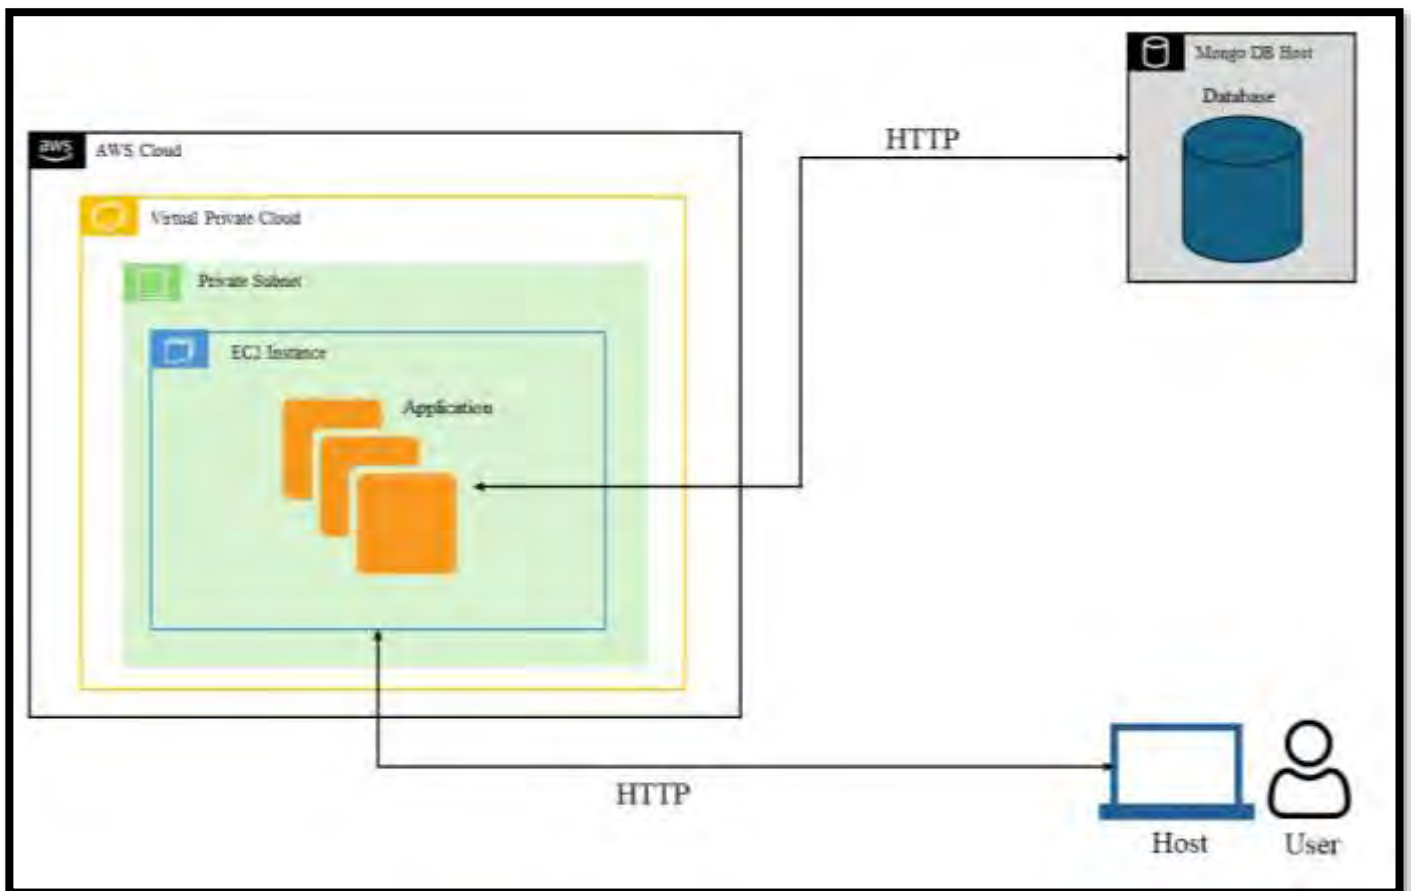 Mongo DB Host
Database
HTTP
aws
AWS Cloud
Virtual Private Cloud
Private Subnet
EC2 Instance
Application
HTTP
Host
User